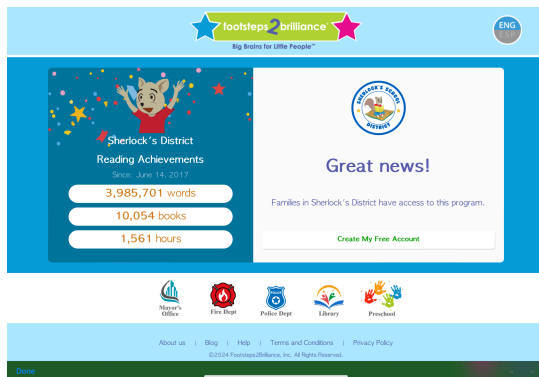 footsteps2brilliance™
Big Brains for Little People™
ENG
ESP
SHERLOCK'S SCHOOL
DISTRICT
Sherlock's District
Reading Achievements
Since: June 14, 2017
3,985,701 words
10,054 books
1,561 hours
Great news!
Families in Sherlock's District have access to this program.
Create My Free Account
Mayor's
Office
Fire Dept
Police Dept
Library
Preschool
About us | Blog | Help | Terms and Conditions | Privacy Policy
©2024 Footsteps2Brilliance, Inc. All Rights Reserved.
Done